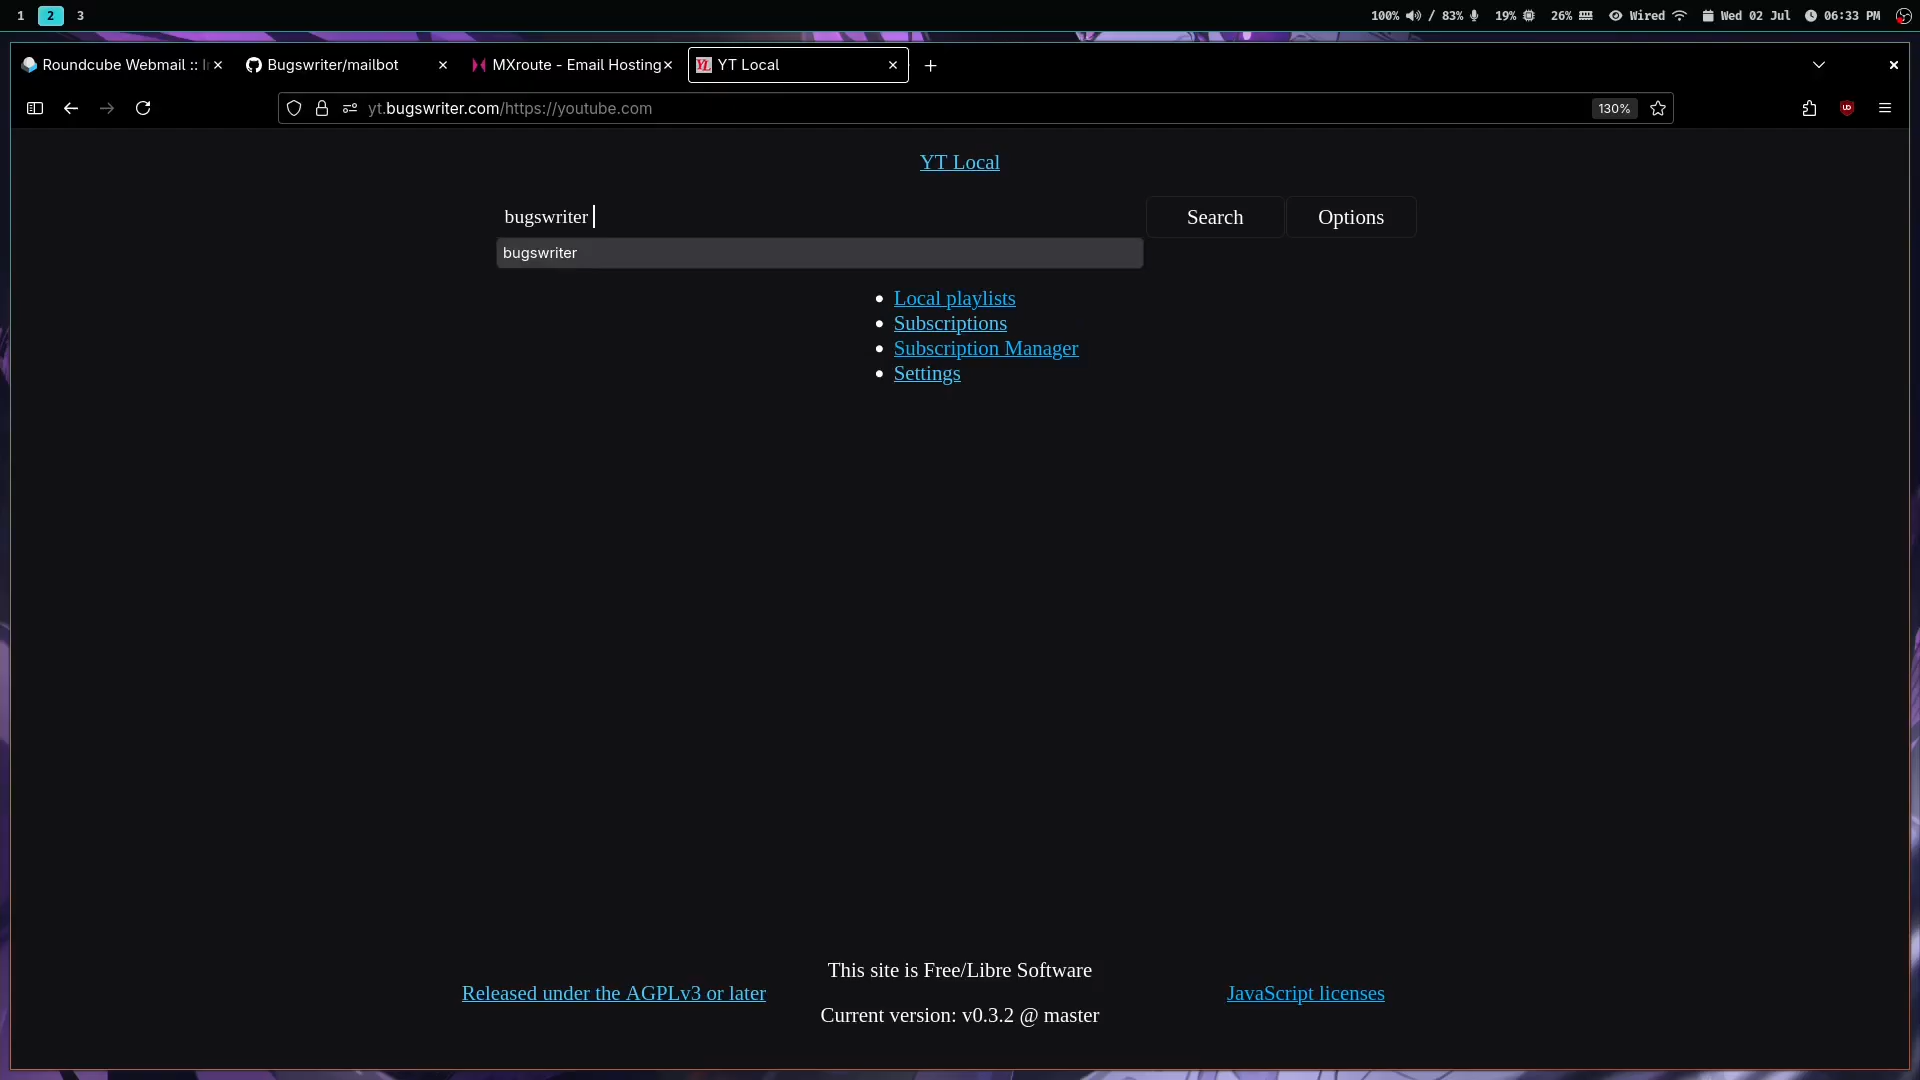 1 2 3 100% / 83% 19% 26% Wired Wed 02 Jul 06:33 PM
Roundcube Webmail :: Bugswriter/mailbot MXroute - Email Hosting YT Local
yt.bugswriter.com/https://youtube.com 130%
YT Local
bugswriter Search Options
bugswriter
Local playlists
Subscriptions
Subscription Manager
Settings
This site is Free/Libre Software
Released under the AGPLv3 or later JavaScript licenses
Current version: v0.3.2 @ master